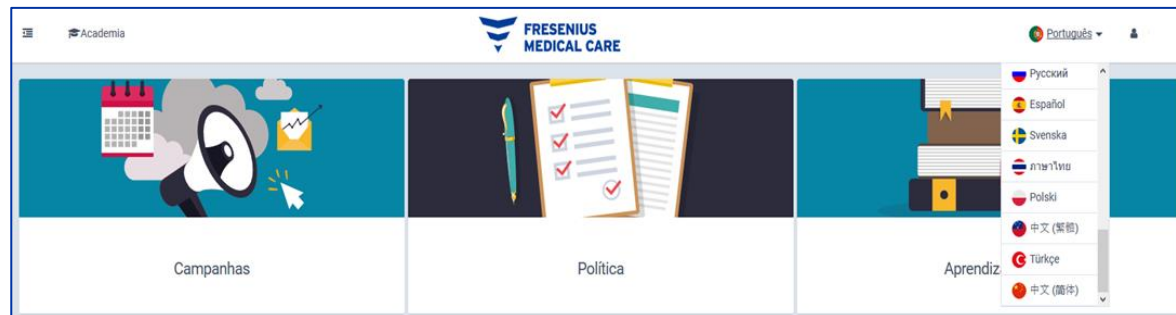 Academia
FRESENIUS
MEDICAL CARE
Português
Русский
Español
Svenska
ภาษาไทย
Polski
中文 (繁體)
Türkçe
中文 (简体)
Campanhas
Política
Aprendiz